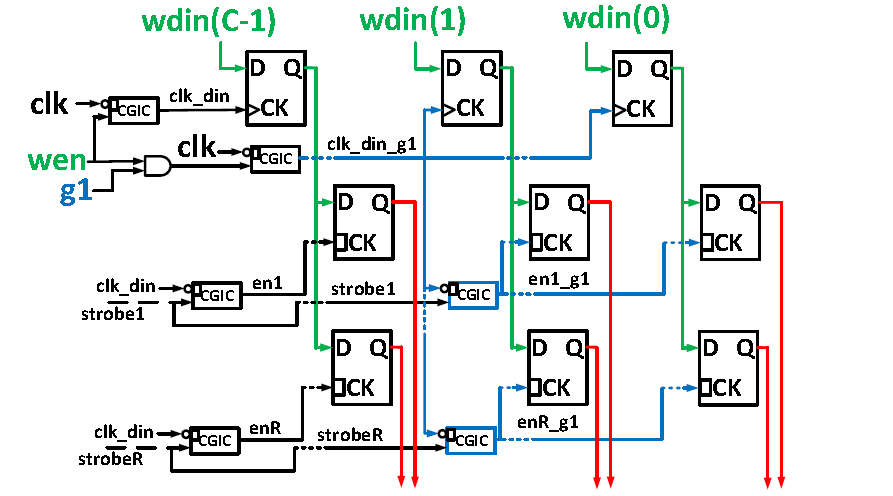 wdin(C-1) wdin(1) wdin(0)
D Q D Q D Q
clk CGIC clk_din CK CK CK
wen clk CGIC clk_din_g1
g1
D Q D Q D Q
CK CK CK
clk_din CGIC en1 strobe1 CGIC en1_g1
strobe1
D Q D Q D Q
CK CK CK
clk_din CGIC enR strobeR CGIC enR_g1
strobeR